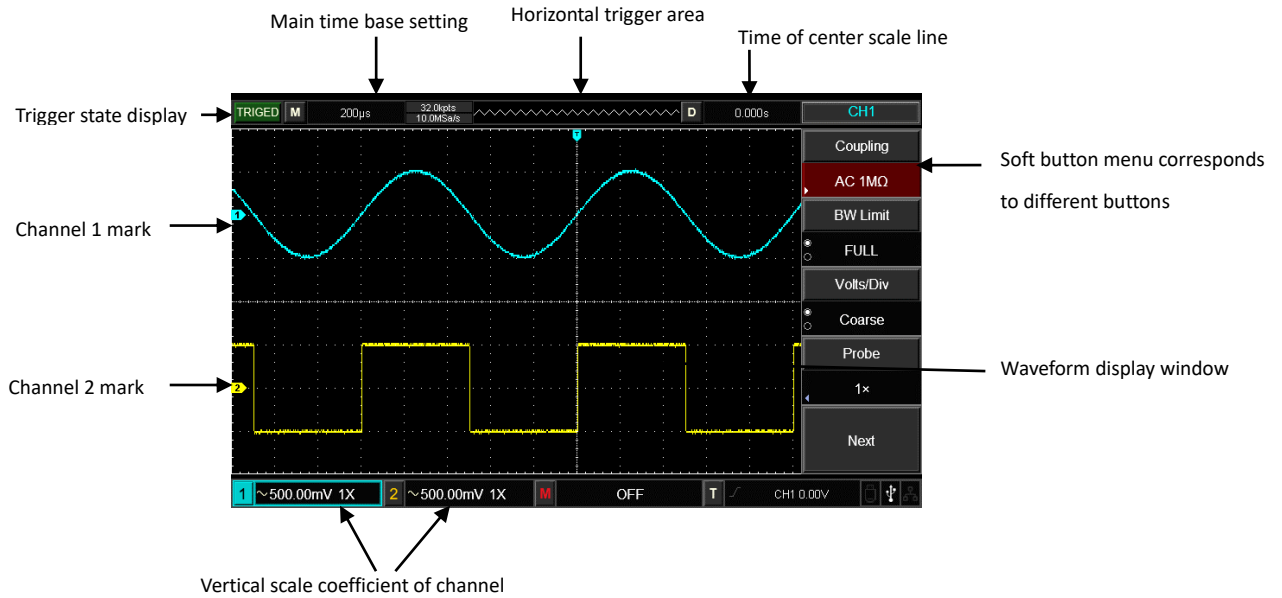 Main time base setting
Horizontal trigger area
Time of center scale line
Trigger state display
TRIGED M 200μs 32.0kpts D 0.000s CH1
10.0MSa/s
T
Coupling
Soft button menu corresponds
AC 1MΩ
to different buttons
1
BW Limit
Channel 1 mark
FULL
Volts/Div
Coarse
Probe
Waveform display window
Channel 2 mark
2
1×
Next
1 ~500.00mV 1X 2 ~500.00mV 1X M OFF T CH1 0.00V
Vertical scale coefficient of channel